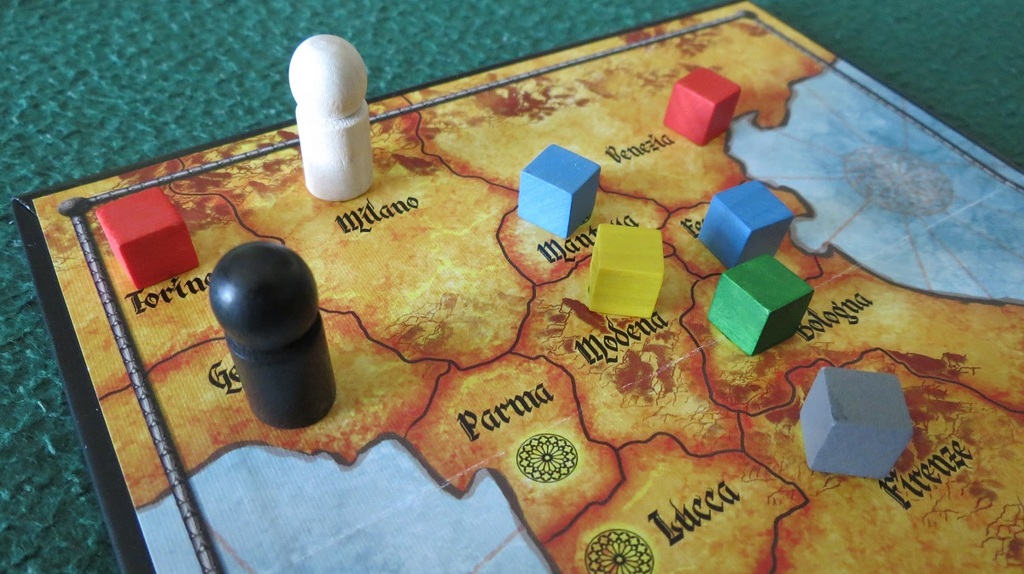 Venezia
Milano
Torino
Modena
Bologna
Parma
Firenze
Lucca